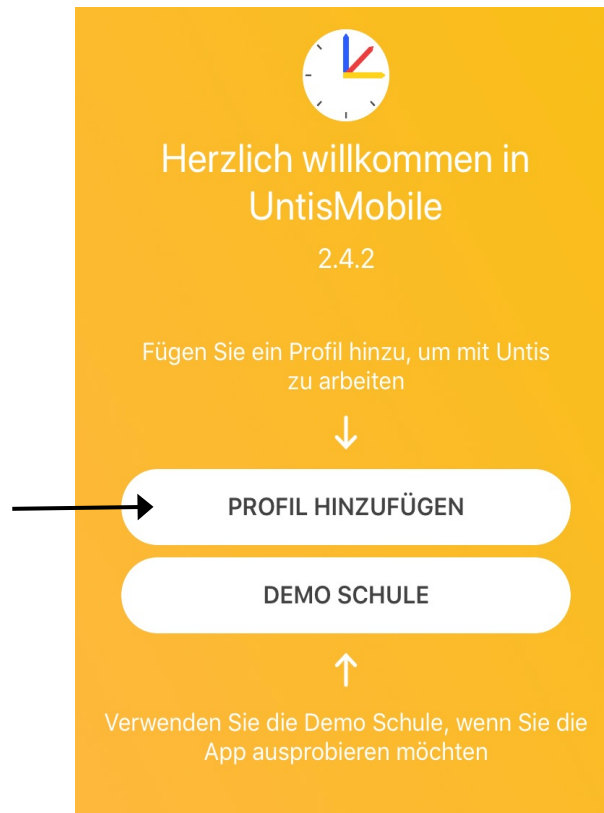 Herzlich willkommen in
UntisMobile
2.4.2
Fügen Sie ein Profil hinzu, um mit Untis
zu arbeiten
PROFIL HINZUFÜGEN
DEMO SCHULE
Verwenden Sie die Demo Schule, wenn Sie die
App ausprobieren möchten